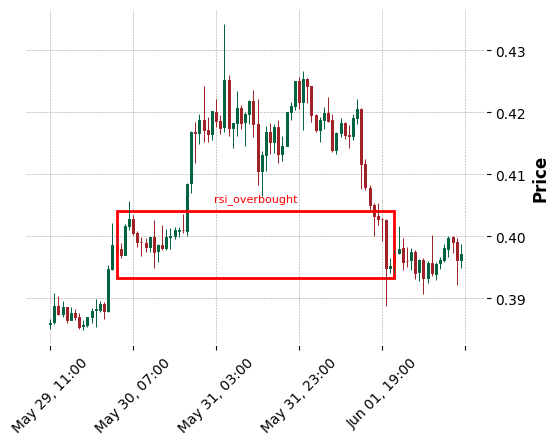 0.43
0.42
0.41
rsi_overbought
0.40
0.39
Price
May 29, 11:00
May 30, 07:00
May 31, 03:00
May 31, 23:00
Jun 01, 19:00